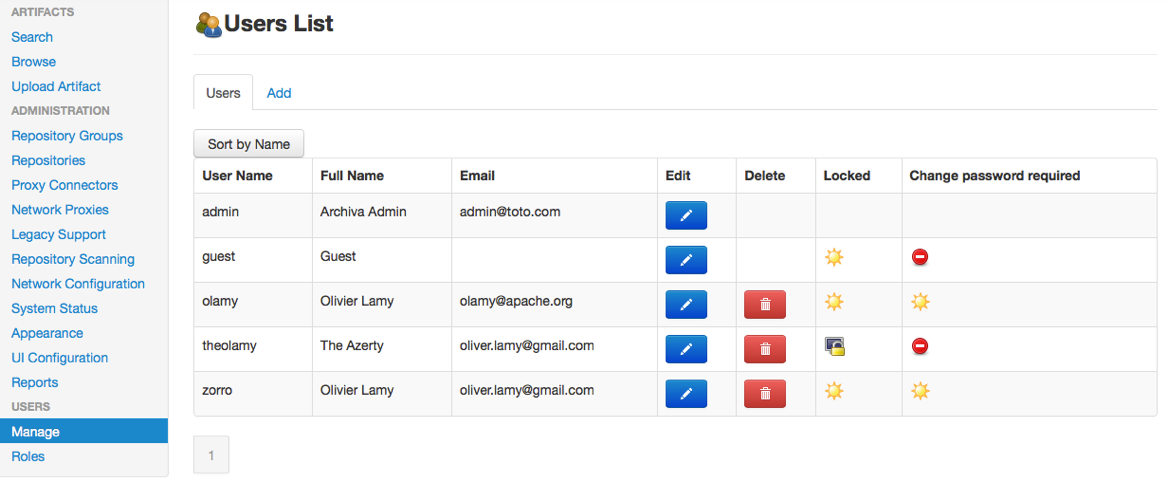 ARTIFACTS
Search
Browse
Upload Artifact
ADMINISTRATION
Repository Groups
Repositories
Proxy Connectors
Network Proxies
Legacy Support
Repository Scanning
Network Configuration
System Status
Appearance
UI Configuration
Reports
USERS
Manage
Roles
Users List
Users Add
Sort by Name
User Name Full Name Email Edit Delete Locked Change password required
admin Archiva Admin admin@toto.com
guest Guest
olamy Olivier Lamy olamy@apache.org
theolamy The Azerty oliver.lamy@gmail.com
zorro Olivier Lamy oliver.lamy@gmail.com
1